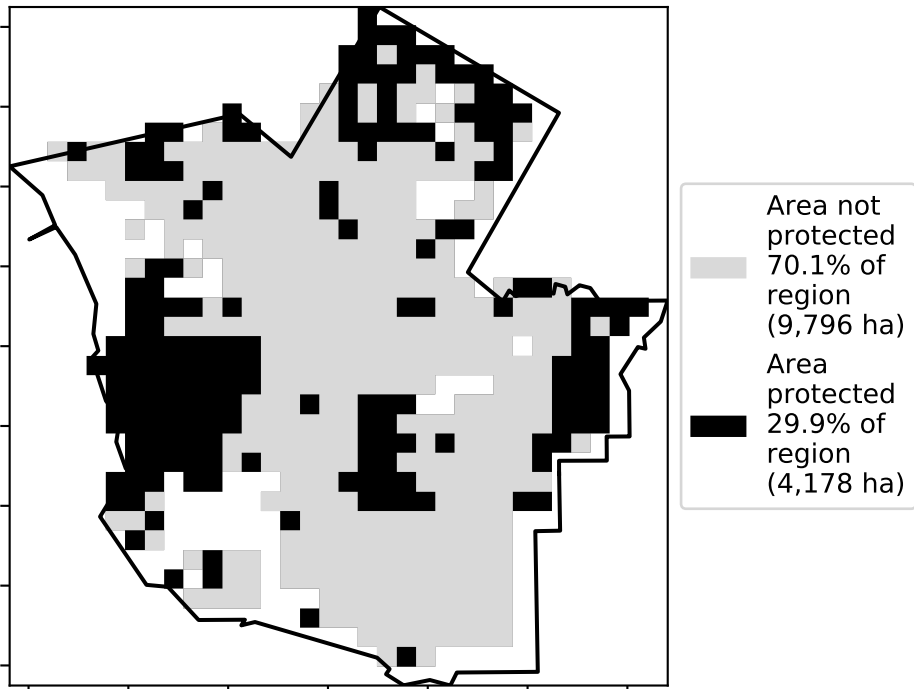 Area not
protected
70.1% of
region
(9,796 ha)
Area
protected
29.9% of
region
(4,178 ha)